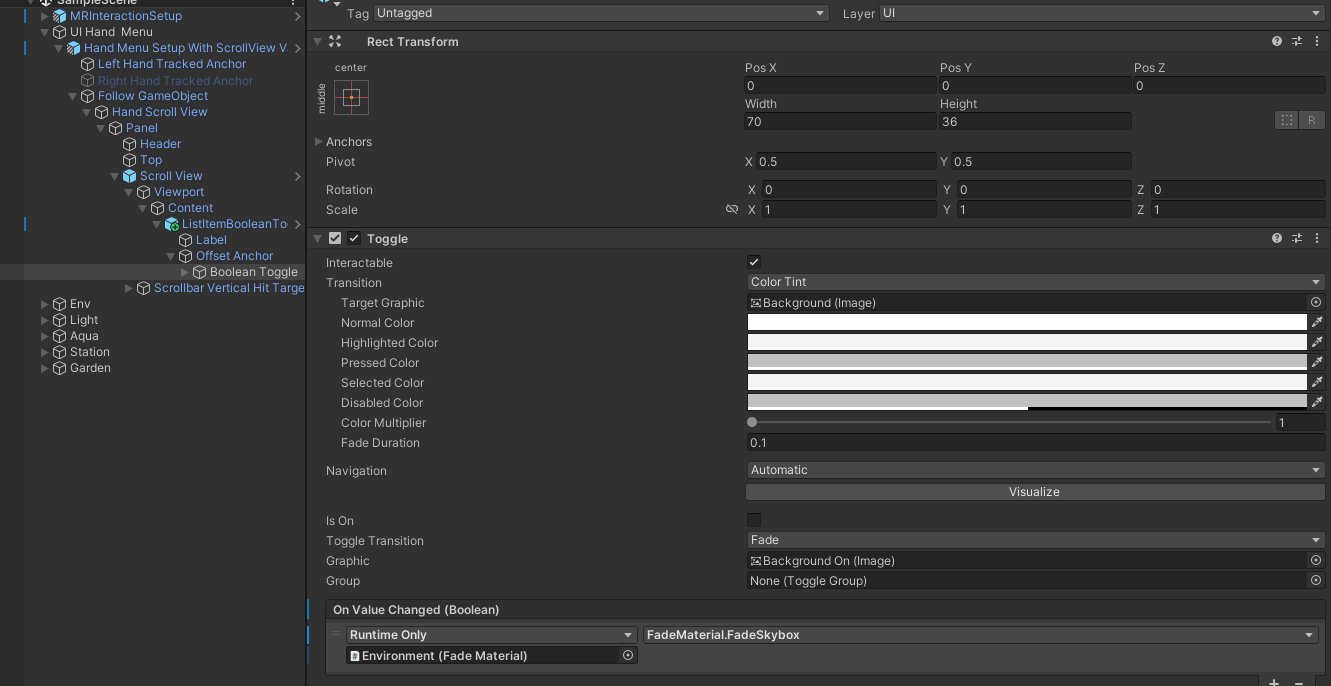 SampleScene
MRInteractionSetup
UI Hand Menu
Hand Menu Setup With ScrollView V
Left Hand Tracked Anchor
Right Hand Tracked Anchor
Follow GameObject
Hand Scroll View
Panel
Header
Top
Scroll View
Viewport
Content
ListItemBooleanTo
Label
Offset Anchor
Boolean Toggle
Scrollbar Vertical Hit Targe
Env
Light
Aqua
Station
Garden
Tag Untagged Layer UI
Rect Transform
center
middle
Pos X Pos Y Pos Z
0 0 0
Width Height
70 36
R
Anchors
Pivot X 0.5 Y 0.5
Rotation X 0 Y 0 Z 0
Scale X 1 Y 1 Z 1
Toggle
Interactable
Transition Color Tint
Target Graphic Background (Image)
Normal Color
Highlighted Color
Pressed Color
Selected Color
Disabled Color
Color Multiplier 1
Fade Duration 0.1
Navigation Automatic
Visualize
Is On
Toggle Transition Fade
Graphic Background On (Image)
Group None (Toggle Group)
On Value Changed (Boolean)
Runtime Only FadeMaterial.FadeSkybox
Environment (Fade Material)